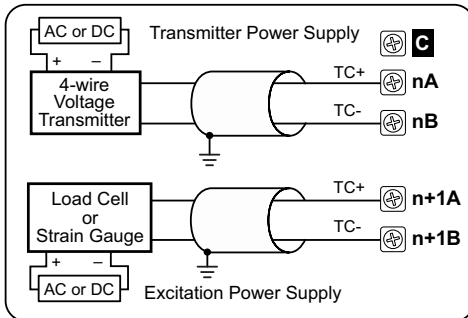 AC or DC
Transmitter Power Supply
C
+ –
4-wire
Voltage
Transmitter
TC+
nA
TC-
nB
Load Cell
or
Strain Gauge
TC+
n+1A
TC-
n+1B
+ –
AC or DC
Excitation Power Supply